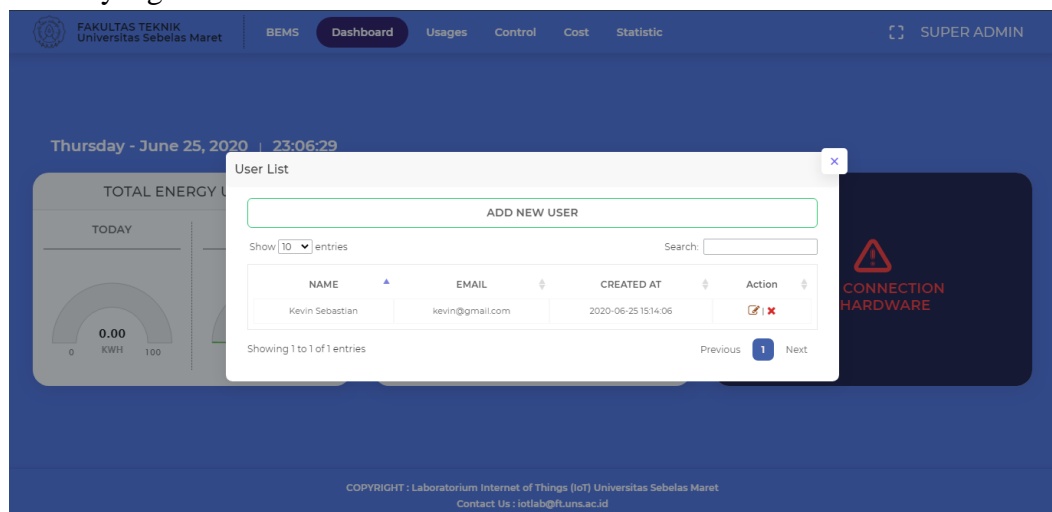 FAKULTAS TEKNIK
Universitas Sebelas Maret
BEMS Dashboard Usages Control Cost Statistic SUPER ADMIN
Thursday - June 25, 2020 | 23:06:29
User List ×
TOTAL ENERGY
ADD NEW USER
TODAY
Show 10 entries Search:
NAME EMAIL CREATED AT Action
CONNECTION
Kevin Sebastian kevin@gmail.com 2020-06-25 15:14:06 |
HARDWARE
0.00
KWH
0 100
Showing 1 to 1 of 1 entries Previous 1 Next
COPYRIGHT : Laboratorium Internet of Things (IoT) Universitas Sebelas Maret
Contact Us : iotlab@ft.uns.ac.id